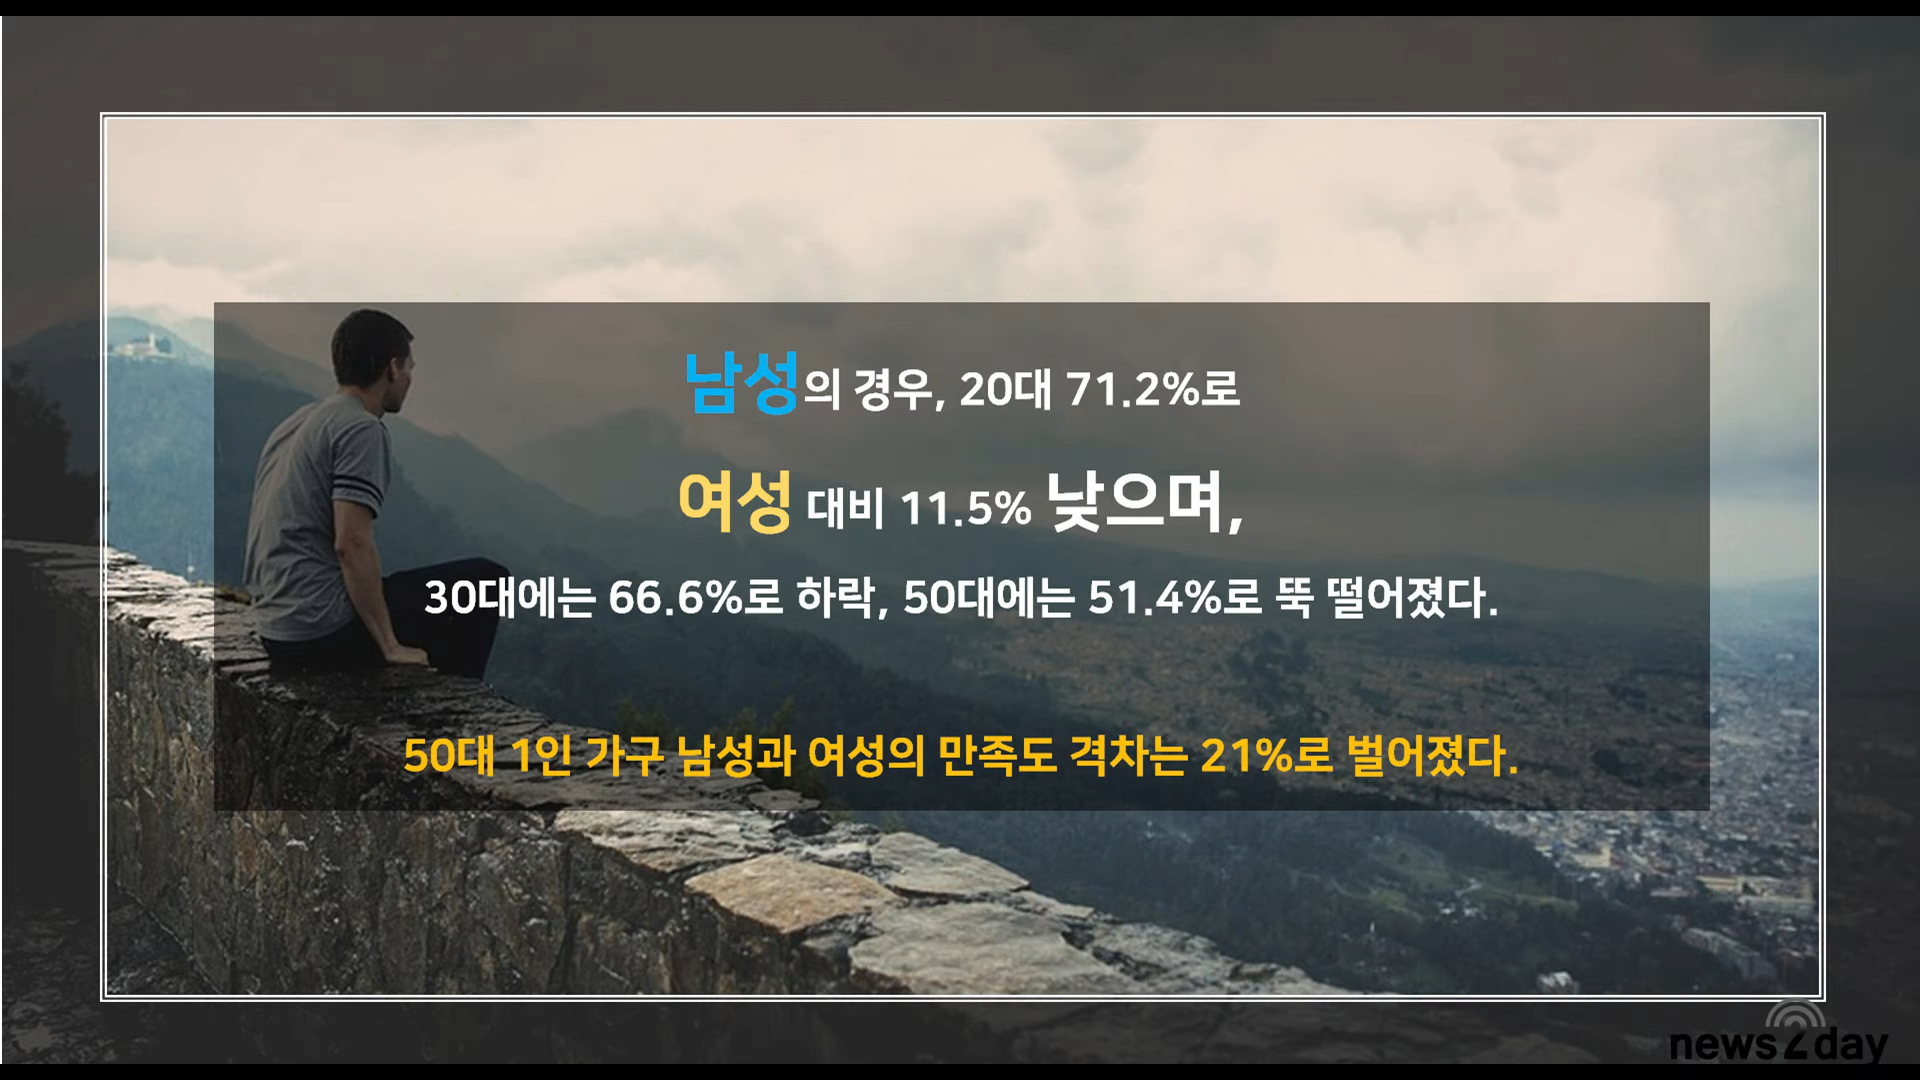 남성의 경우, 20대 71.2%로
여성 대비 11.5% 낮으며,
30대에는 66.6%로 하락, 50대에는 51.4%로 뚝 떨어졌다.
50대 1인 가구 남성과 여성의 만족도 격차는 21%로 벌어졌다.
news2day